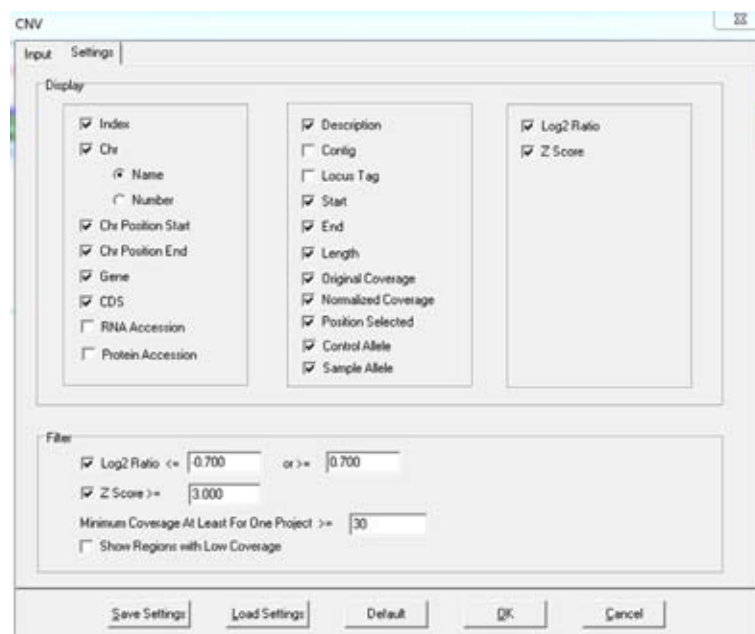 CNV
Input Settings
Display
Index
Chr
Name
Number
Chr Position Start
Chr Position End
Gene
CDS
RNA Accession
Protein Accession
Description
Contig
Locus Tag
Start
End
Length
Original Coverage
Normalized Coverage
Position Selected
Control Allele
Sample Allele
Log2 Ratio
Z Score
Filter
Log2 Ratio <= -0.700 or >= 0.700
Z Score >= 3.000
Minimum Coverage At Least For One Project >= 30
Show Regions with Low Coverage
Save Settings Load Settings Default OK Cancel